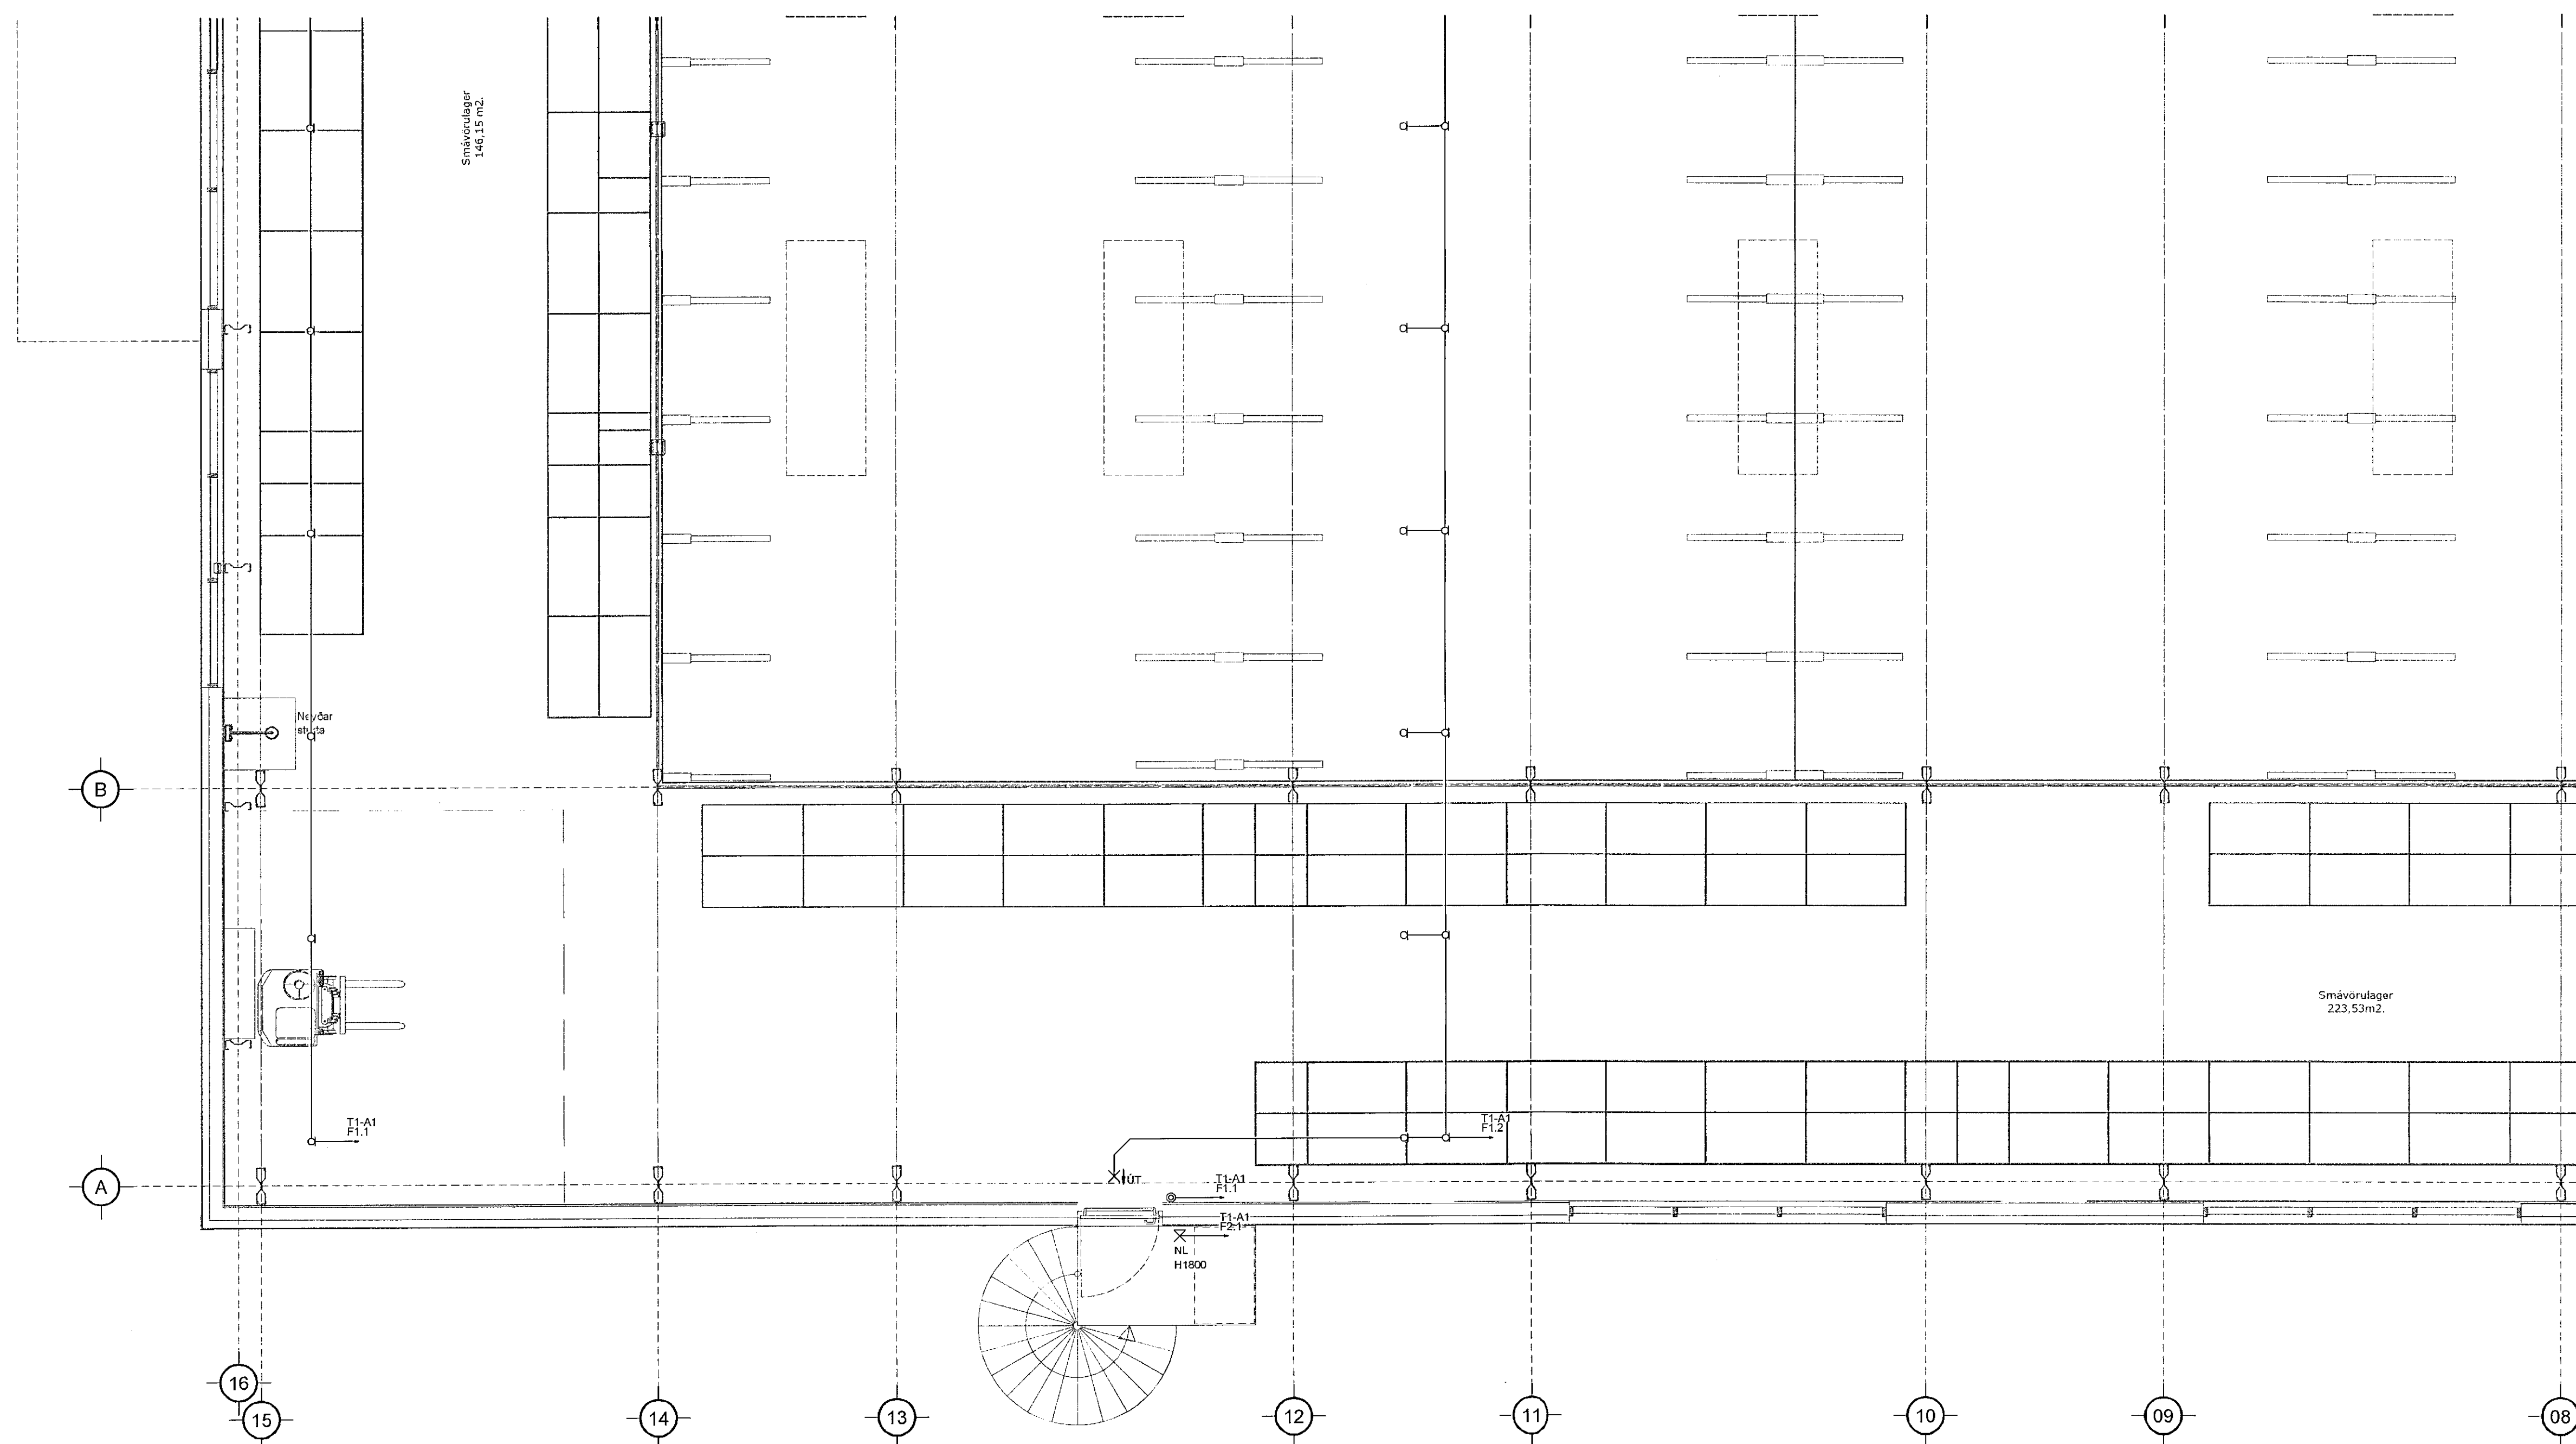 Smávörulager
146,15 m2.
Neyðar
sturta
B
Smávörulager
223,53m2.
T1-A1
F1.1
T1-A1
F1.2
ÚT
T1-A1
F1.1
A
T1-A1
F2.1
NL
H1800
16
15
14
13
12
11
10
09
08